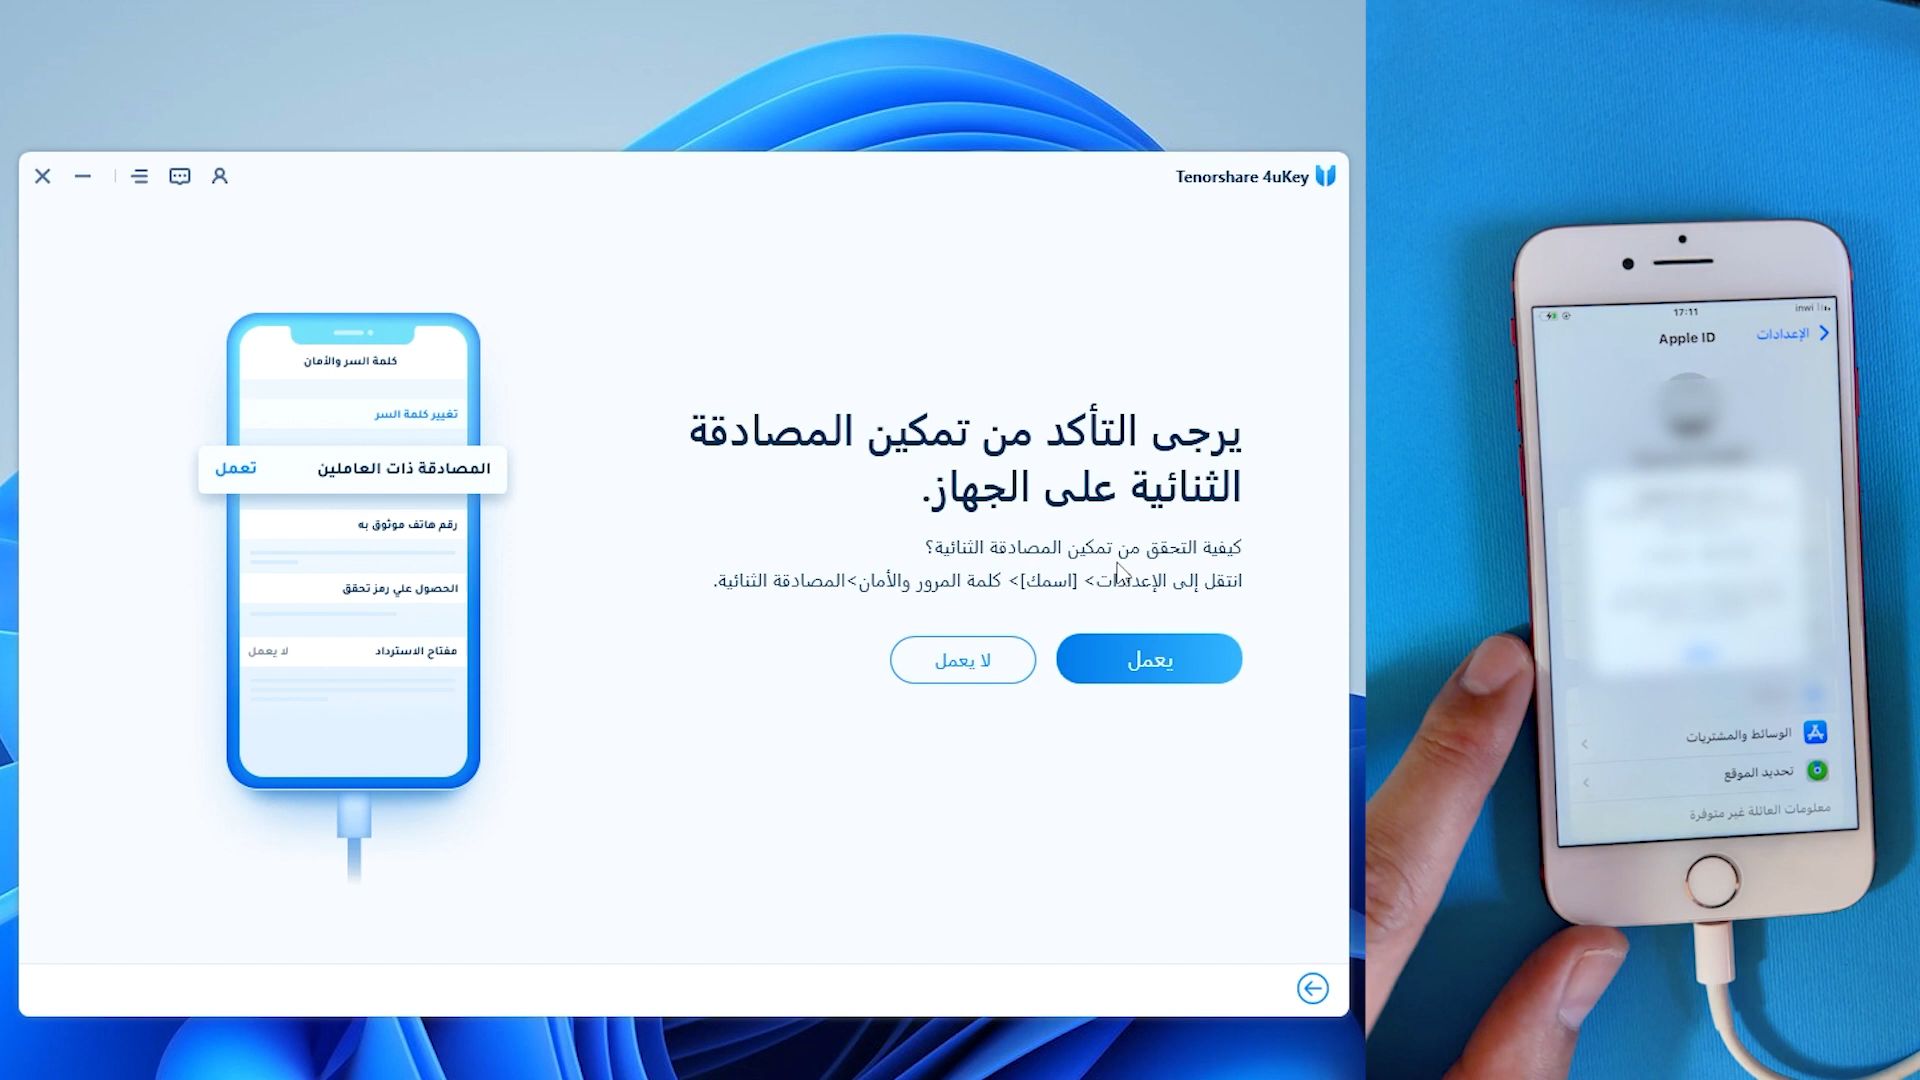 Tenorshare 4uKey
يرجى التأكد من تمكين المصادقة
الثنائية على الجهاز.
كيفية التحقق من تمكين المصادقة الثنائية؟
انتقل إلى الإعدادات> [اسمك]> كلمة المرور والأمان>المصادقة الثنائية.
يعمل
لا يعمل
كلمة السر والأمان
تغيير كلمة السر
المصادقة ذات العاملين
تعمل
رقم هاتف موثوق به
الحصول علي رمز تحقق
مفتاح الاسترداد
لا يعمل
inwi
17:11
الإعدادات
Apple ID
الوسائط والمشتريات
تحديد الموقع
معلومات العائلة غير متوفرة